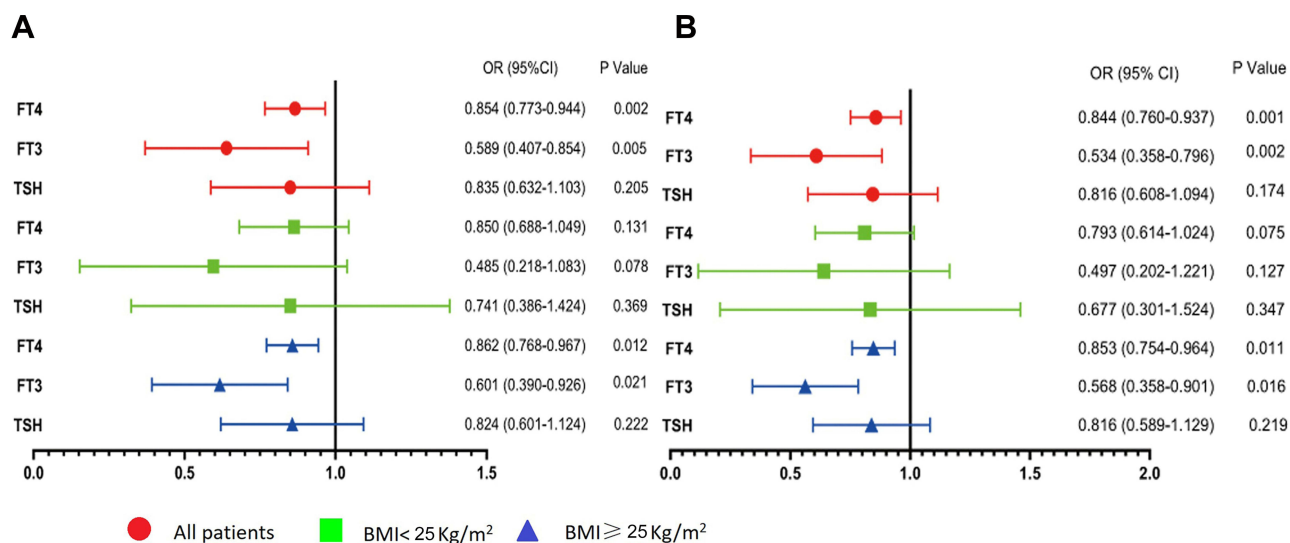 A
OR (95%CI) P Value
FT4 0.854 (0.773-0.944) 0.002
FT3 0.589 (0.407-0.854) 0.005
TSH 0.835 (0.632-1.103) 0.205
FT4 0.850 (0.688-1.049) 0.131
FT3 0.485 (0.218-1.083) 0.078
TSH 0.741 (0.386-1.424) 0.369
FT4 0.862 (0.768-0.967) 0.012
FT3 0.601 (0.390-0.926) 0.021
TSH 0.824 (0.601-1.124) 0.222
0.0 0.5 1.0 1.5
B
OR (95% CI) P Value
FT4 0.844 (0.760-0.937) 0.001
FT3 0.534 (0.358-0.796) 0.002
TSH 0.816 (0.608-1.094) 0.174
FT4 0.793 (0.614-1.024) 0.075
FT3 0.497 (0.202-1.221) 0.127
TSH 0.677 (0.301-1.524) 0.347
FT4 0.853 (0.754-0.964) 0.011
FT3 0.568 (0.358-0.901) 0.016
TSH 0.816 (0.589-1.129) 0.219
0.0 0.5 1.0 1.5 2.0
All patients BMI< 25Kg/m² BMI≥ 25Kg/m²